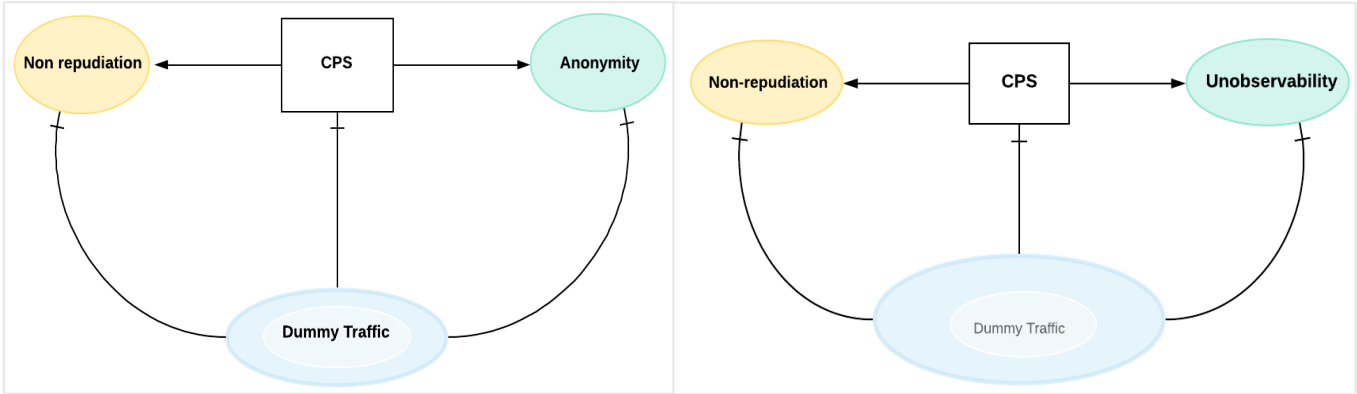 Non repudiation
CPS
Anonymity
Dummy Traffic
Non-repudiation
CPS
Unobservability
Dummy Traffic